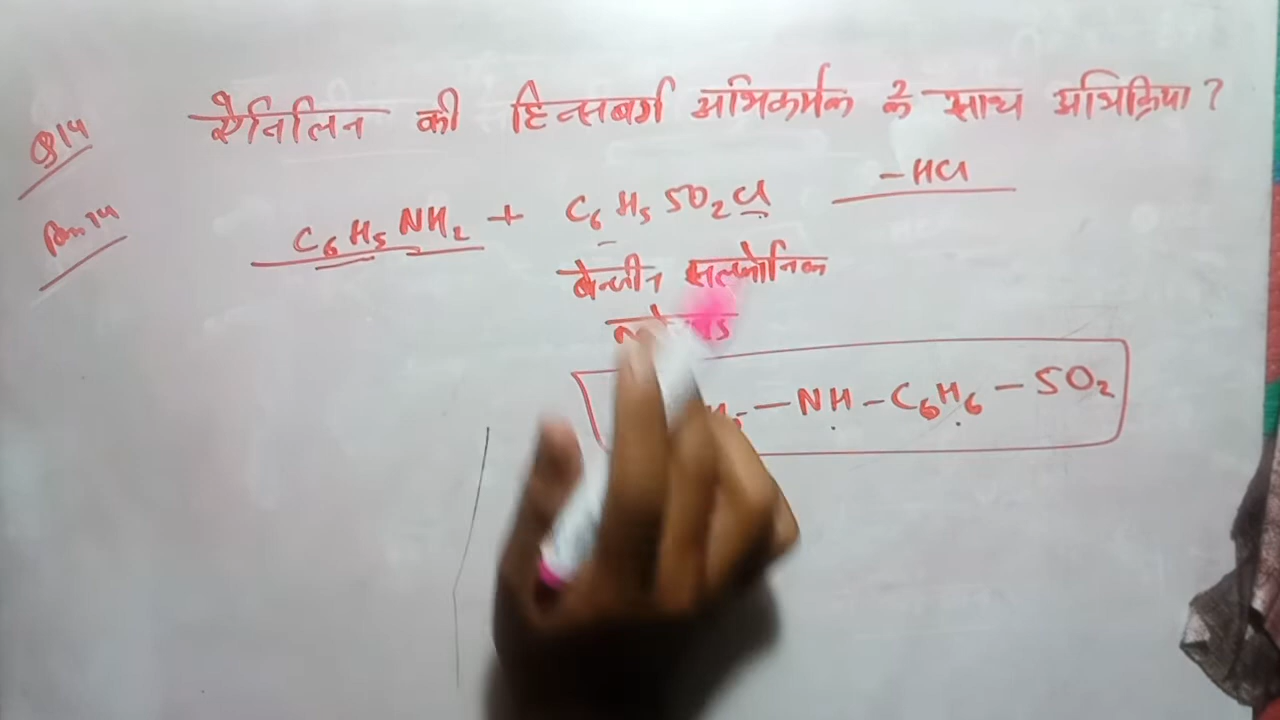 Q14
ऐनिलिन की हिन्सबर्ग अभिकर्मक के साथ अभिक्रिया ?
Ans 14
C₆H₅NH₂ + C₆H₅SO₂Cl -HCl
बेन्जीन सल्फोनिक
— NH – C₆H₆ – SO₂